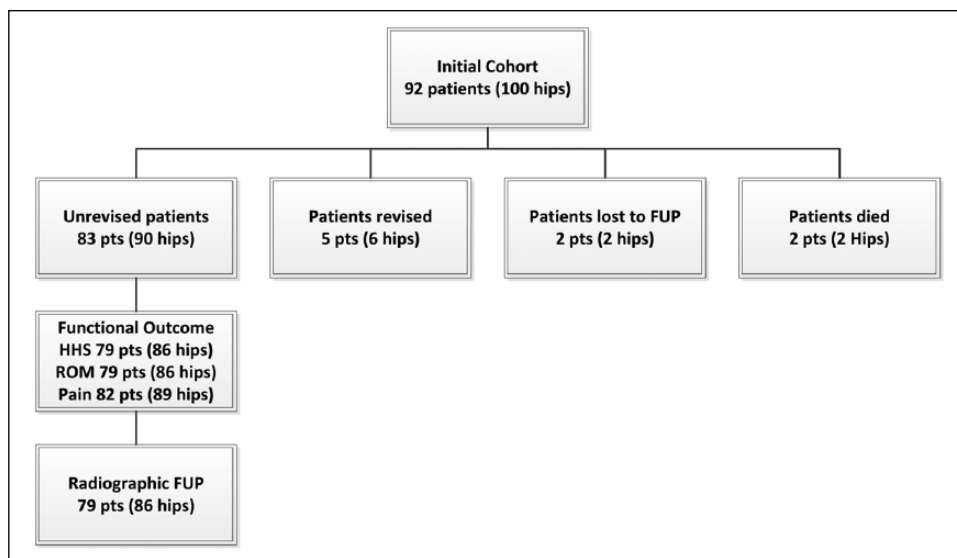 Initial Cohort
92 patients (100 hips)
Unrevised patients
83 pts (90 hips)
Patients revised
5 pts (6 hips)
Patients lost to FUP
2 pts (2 hips)
Patients died
2 pts (2 Hips)
Functional Outcome
HHS 79 pts (86 hips)
ROM 79 pts (86 hips)
Pain 82 pts (89 hips)
Radiographic FUP
79 pts (86 hips)